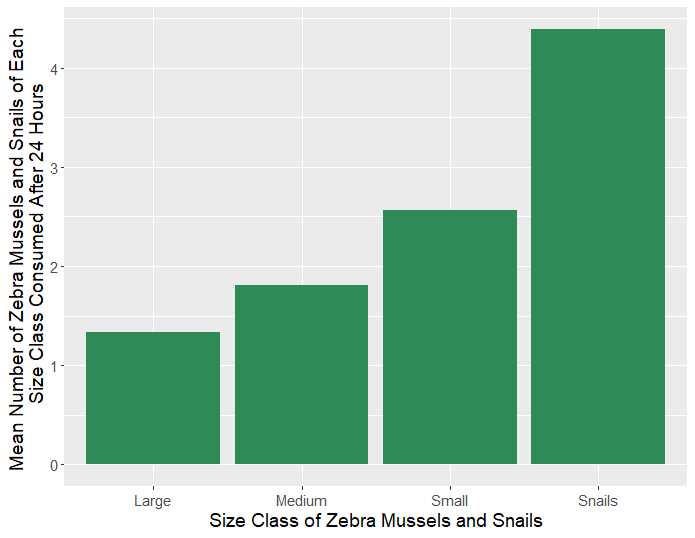 Mean Number of Zebra Mussels and Snails of Each
Size Class Consumed After 24 Hours
4
3
2
1
0
Large Medium Small Snails
Size Class of Zebra Mussels and Snails